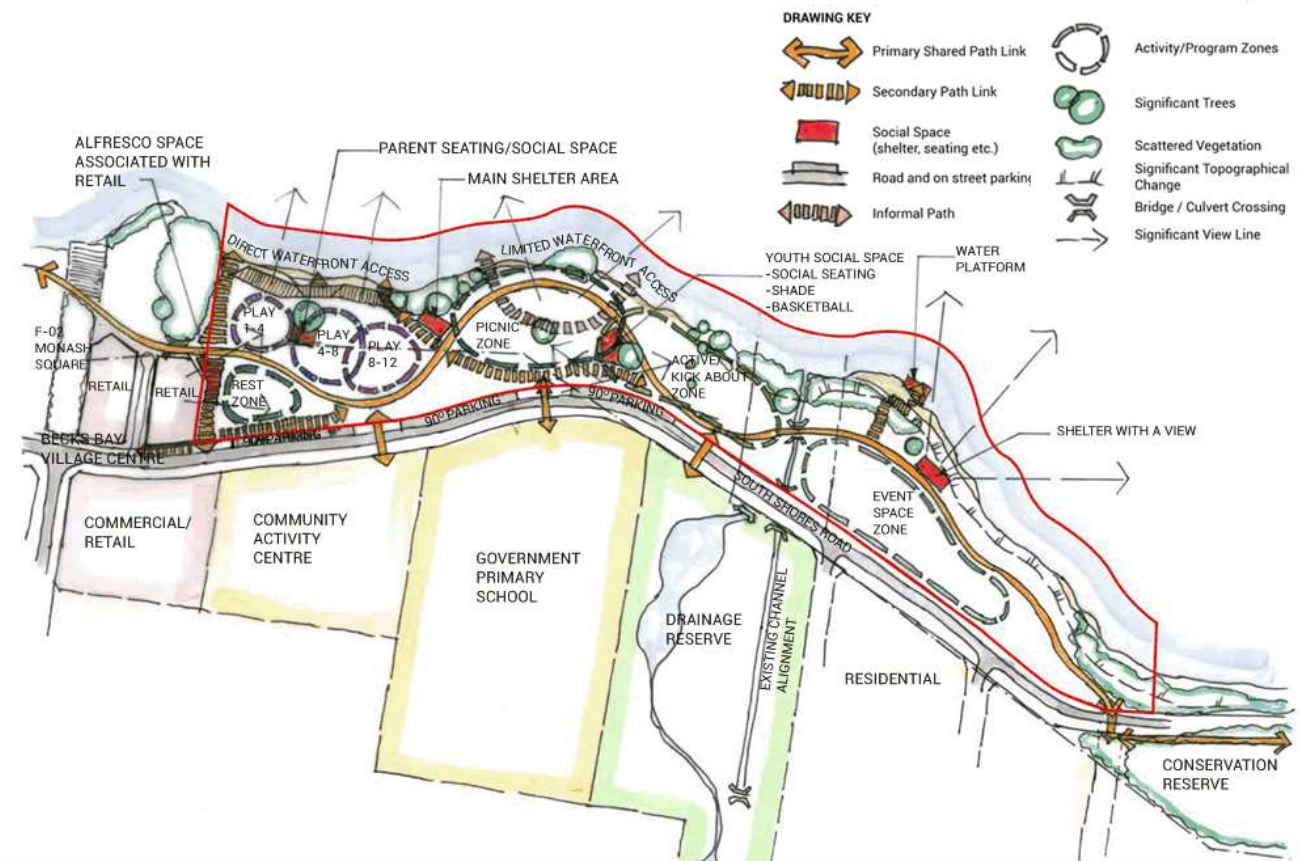 DRAWING KEY
Primary Shared Path Link
Secondary Path Link
Social Space
(shelter, seating etc.)
Road and on street parking
Informal Path
Activity/Program Zones
Significant Trees
Scattered Vegetation
Significant Topographical
Change
Bridge / Culvert Crossing
Significant View Line
ALFRESCO SPACE
ASSOCIATED WITH
RETAIL
PARENT SEATING/SOCIAL SPACE
MAIN SHELTER AREA
DIRECT WATERFRONT ACCESS
LIMITED WATERFRONT ACCESS
YOUTH SOCIAL SPACE
-SOCIAL SEATING
-SHADE
-BASKETBALL
WATER
PLATFORM
F-02
MONASH
SQUARE
PLAY
1-4
PLAY
4-8
PLAY
8-12
PICNIC
ZONE
ACTIVE/
KICK ABOUT
ZONE
RETAIL
RETAIL
REST
ZONE
90° PARKING
90° PARKING
90° PARKING
BECKS BAY
VILLAGE CENTRE
SHELTER WITH A VIEW
EVENT
SPACE
ZONE
SOUTH SHORES ROAD
COMMERCIAL/
RETAIL
COMMUNITY
ACTIVITY
CENTRE
GOVERNMENT
PRIMARY
SCHOOL
DRAINAGE
RESERVE
EXISTING CHANNEL
ALIGNMENT
RESIDENTIAL
CONSERVATION
RESERVE